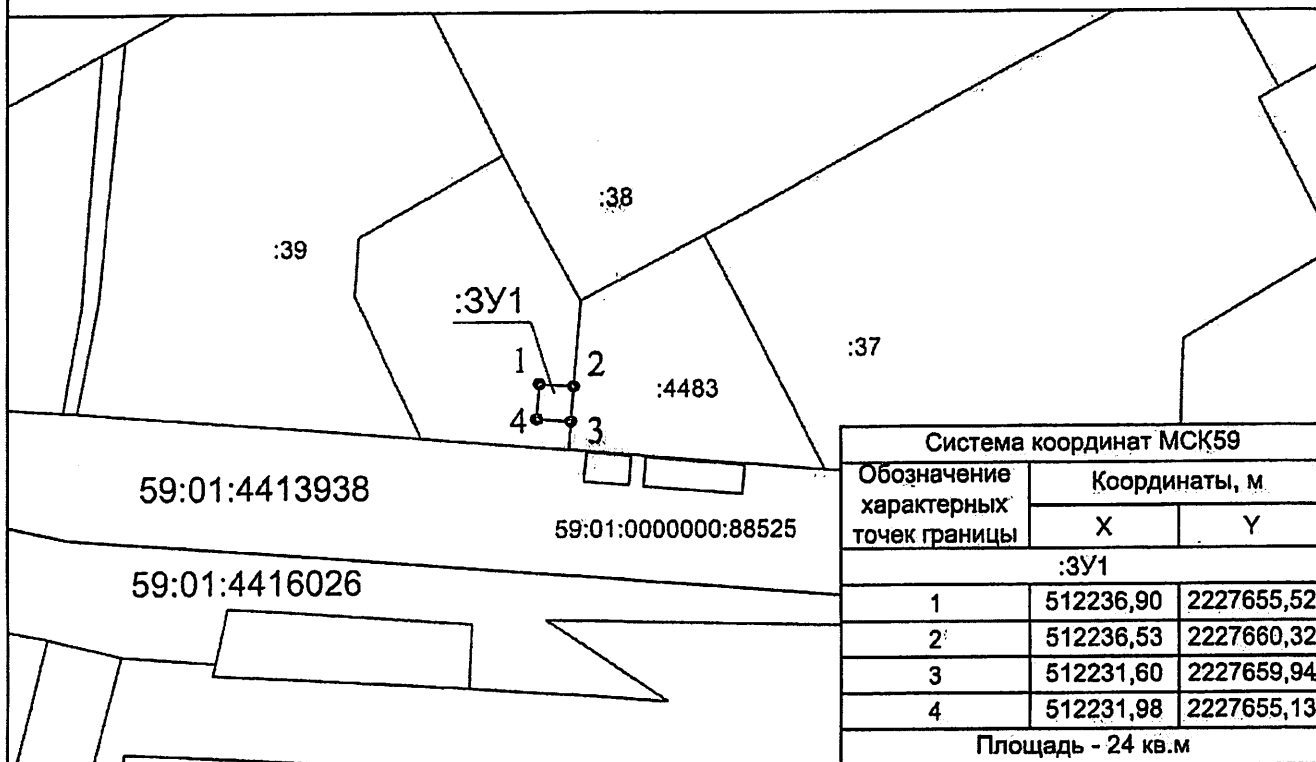 :38
:39
:ЗУ1
:37
1
2
:4483
4
3
59:01:4413938
59:01:0000000:88525
59:01:4416026
Система координат МСК59
Обозначение характерных точек границы
Координаты, м
X
Y
:ЗУ1
1 512236,90 2227655,52
2 512236,53 2227660,32
3 512231,60 2227659,94
4 512231,98 2227655,13
Площадь - 24 кв.м